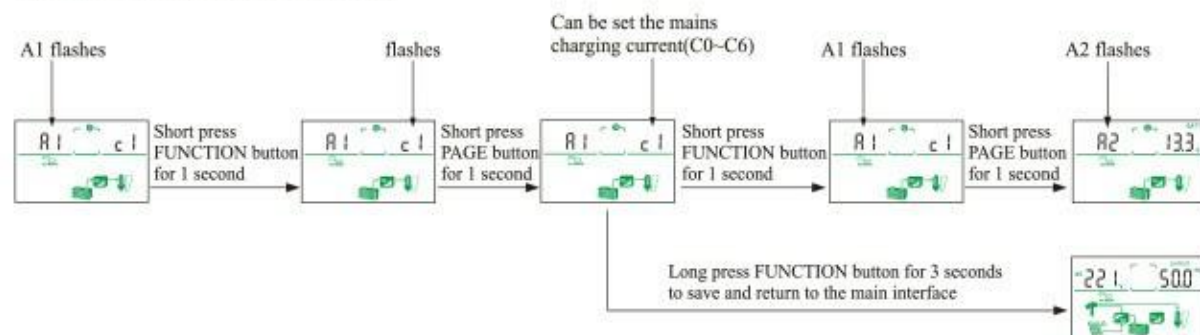 Can be set the mains
charging current(C0~C6)
A1 flashes
flashes
A1 flashes
A2 flashes
A1 c1
Short press
FUNCTION button
for 1 second
A1 c1
Short press
PAGE button
for 1 second
A1 c1
Short press
FUNCTION button
for 1 second
A1 c1
Short press
PAGE button
for 1 second
A2 13.3
Long press FUNCTION button for 3 seconds
to save and return to the main interface
221 50.0